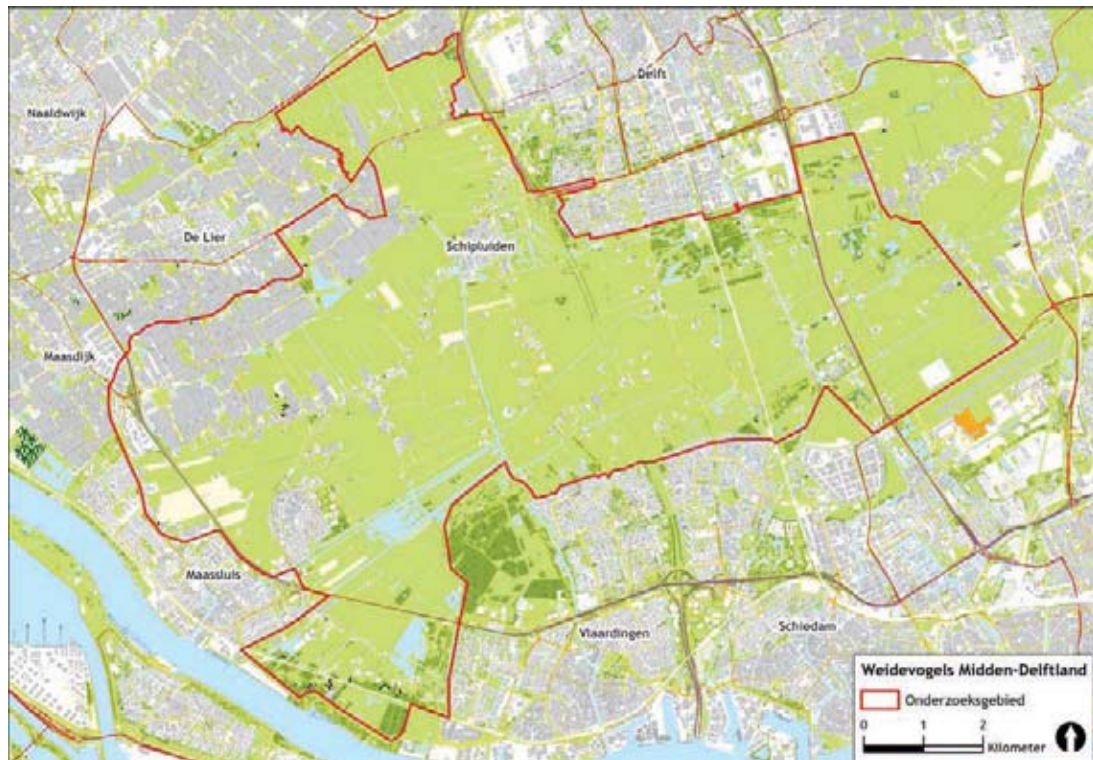 Delft
Naaldwijk
De Lier
Schipluiden
Maasdijk
Maassluis
Vlaardingen
Schiedam
Weidevogels Midden-Delftland
Onderzoeksgebied
0 1 2
Kilometer